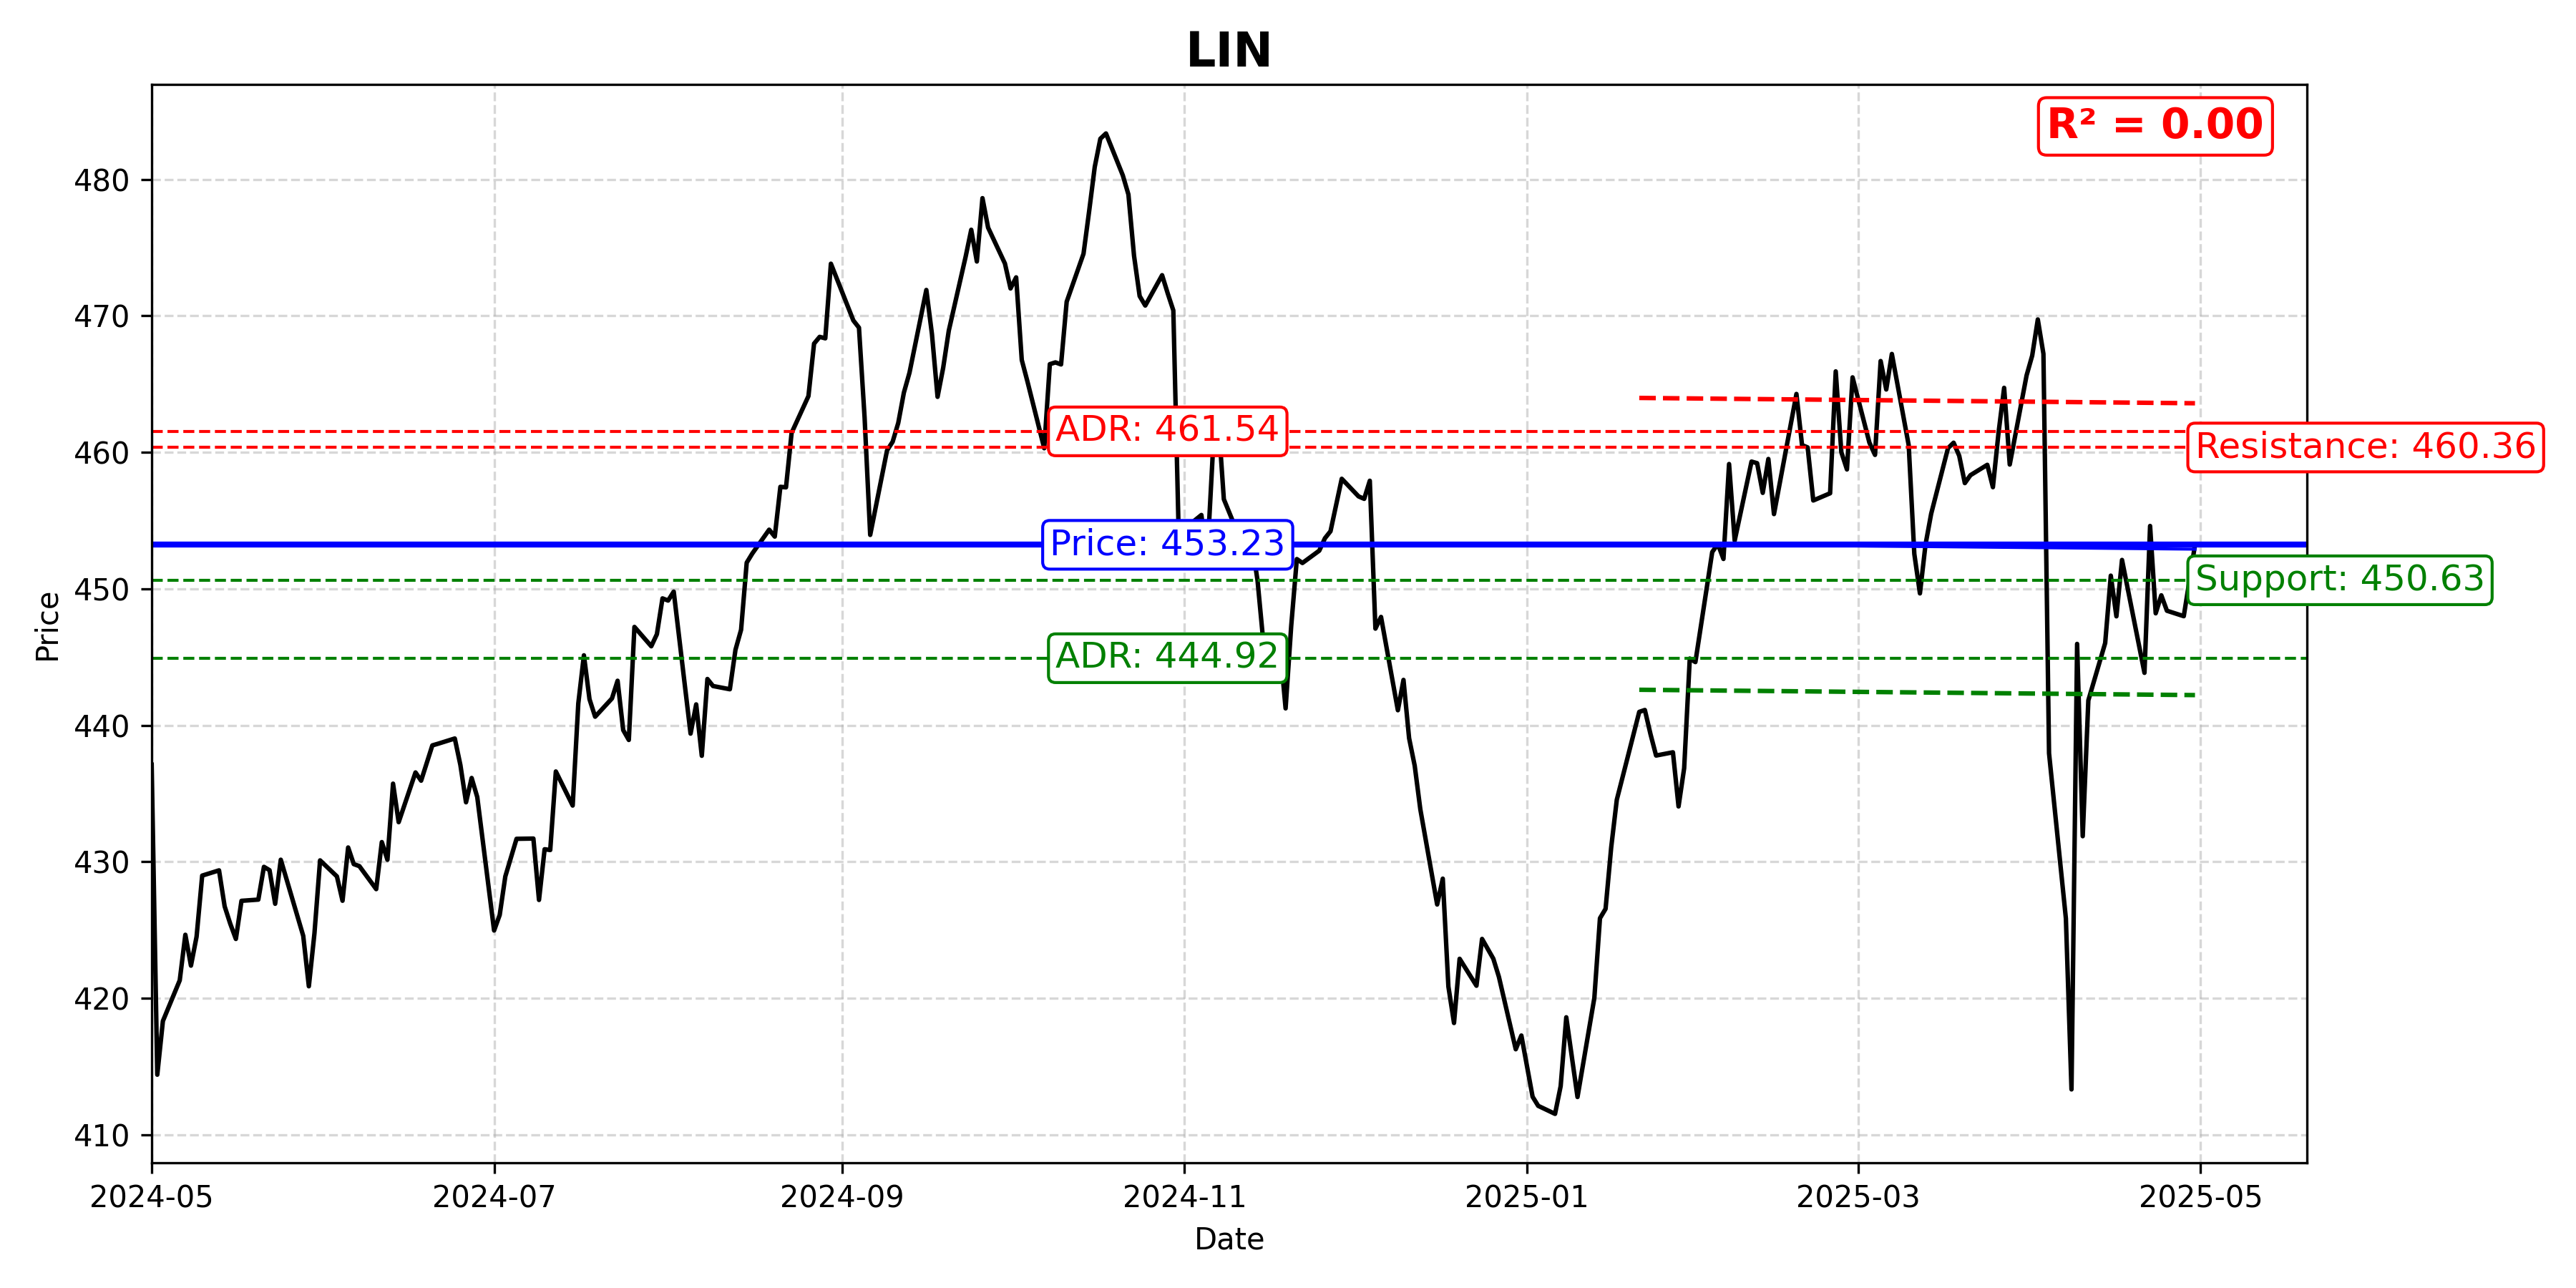 LIN
R² = 0.00
480
470
460
450
440
430
420
410
Price
ADR: 461.54
Resistance: 460.36
Price: 453.23
Support: 450.63
ADR: 444.92
2024-05
2024-07
2024-09
2024-11
2025-01
2025-03
2025-05
Date